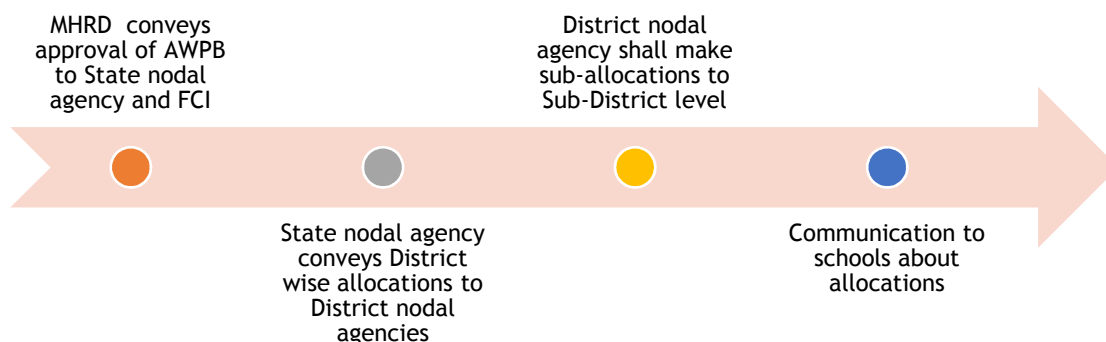 MHRD conveys
approval of AWPB
to State nodal
agency and FCI
State nodal agency
conveys District
wise allocations to
District nodal
agencies
District nodal
agency shall make
sub-allocations to
Sub-District level
Communication to
schools about
allocations